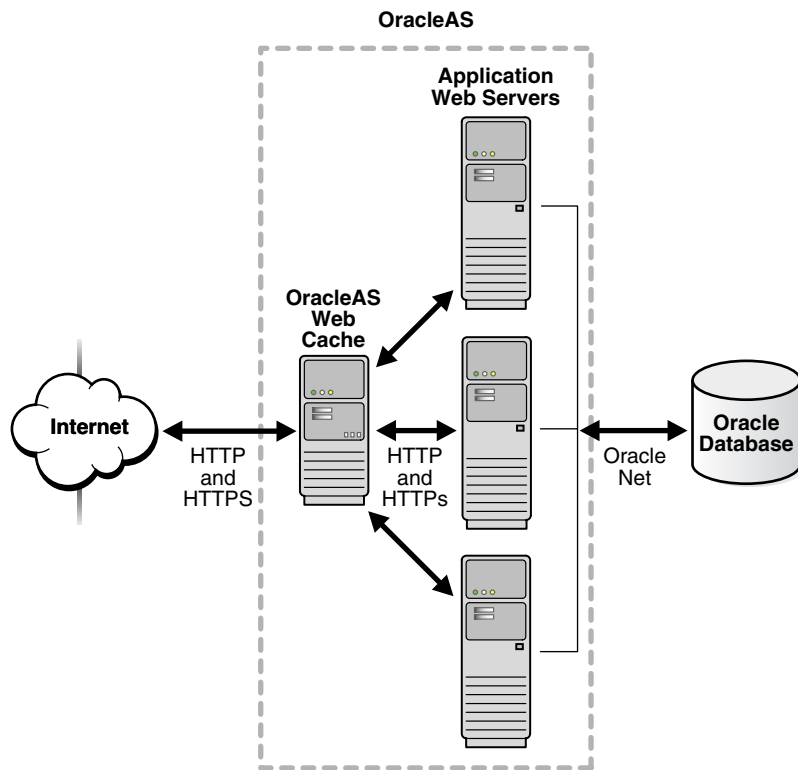 OracleAS
Application
Web Servers
OracleAS
Web
Cache
Internet
HTTP
and
HTTPS
HTTP
and
HTTPs
Oracle
Net
Oracle
Database